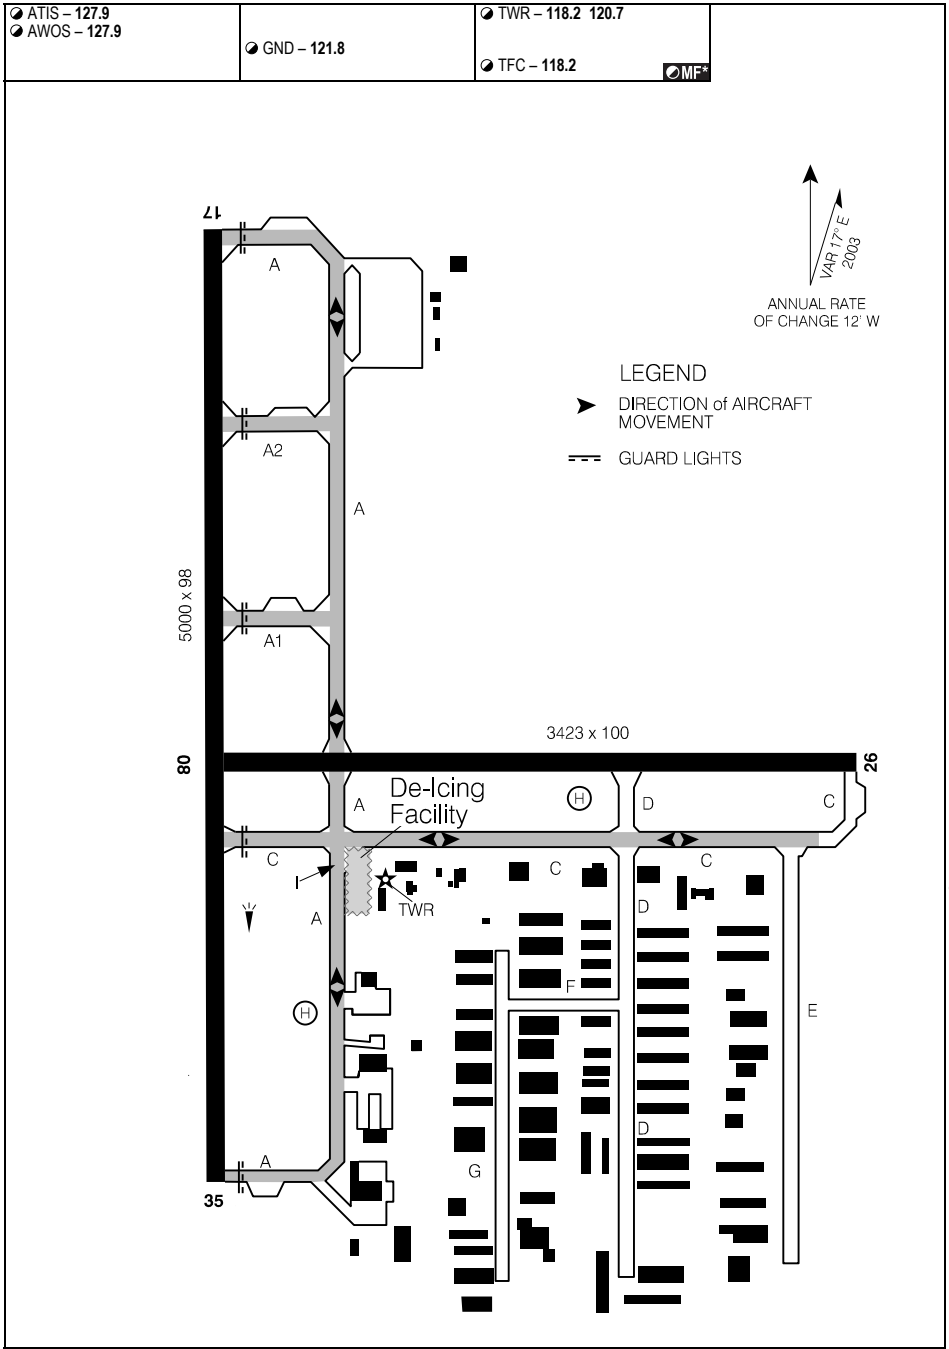 ATIS – 127.9
AWOS – 127.9
GND – 121.8
TWR – 118.2 120.7
TFC – 118.2
MF*
17
VAR 17° E
2003
ANNUAL RATE
OF CHANGE 12' W
A
LEGEND
DIRECTION of AIRCRAFT
MOVEMENT
GUARD LIGHTS
A2
A
5000 x 98
A1
3423 x 100
08
26
De-Icing
Facility
A
H
D
C
C
C
C
I
A
TWR
D
F
H
E
D
A
G
35